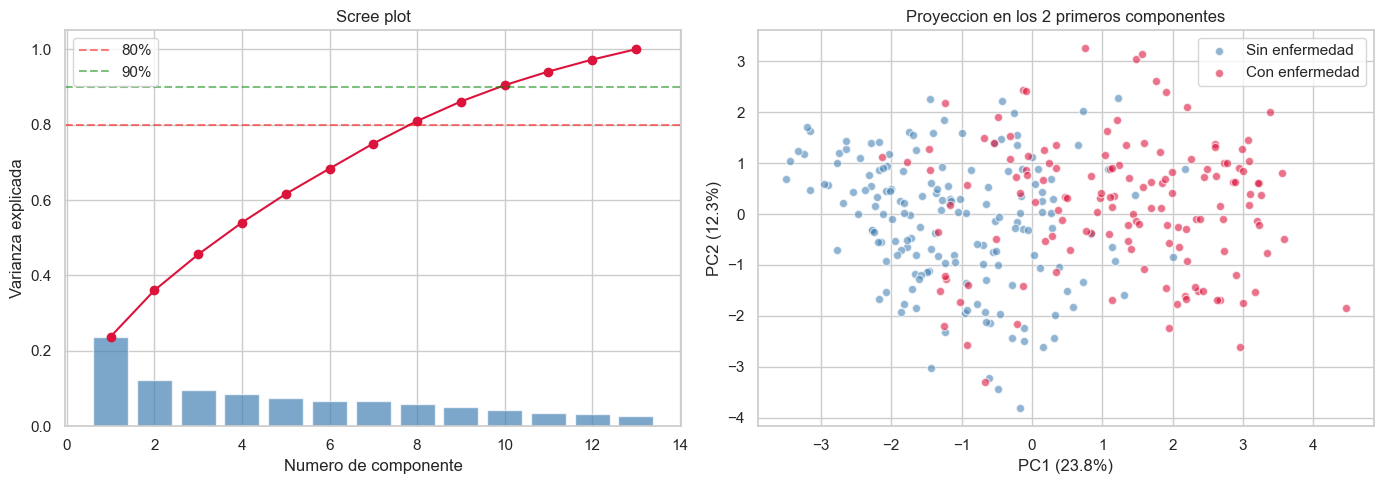 Scree plot
80%
90%
1.0
0.8
0.6
0.4
0.2
0.0
Varianza explicada
0 2 4 6 8 10 12 14
Numero de componente
Proyeccion en los 2 primeros componentes
Sin enfermedad
Con enfermedad
3
2
1
0
−1
−2
−3
−4
PC2 (12.3%)
−3 −2 −1 0 1 2 3 4
PC1 (23.8%)